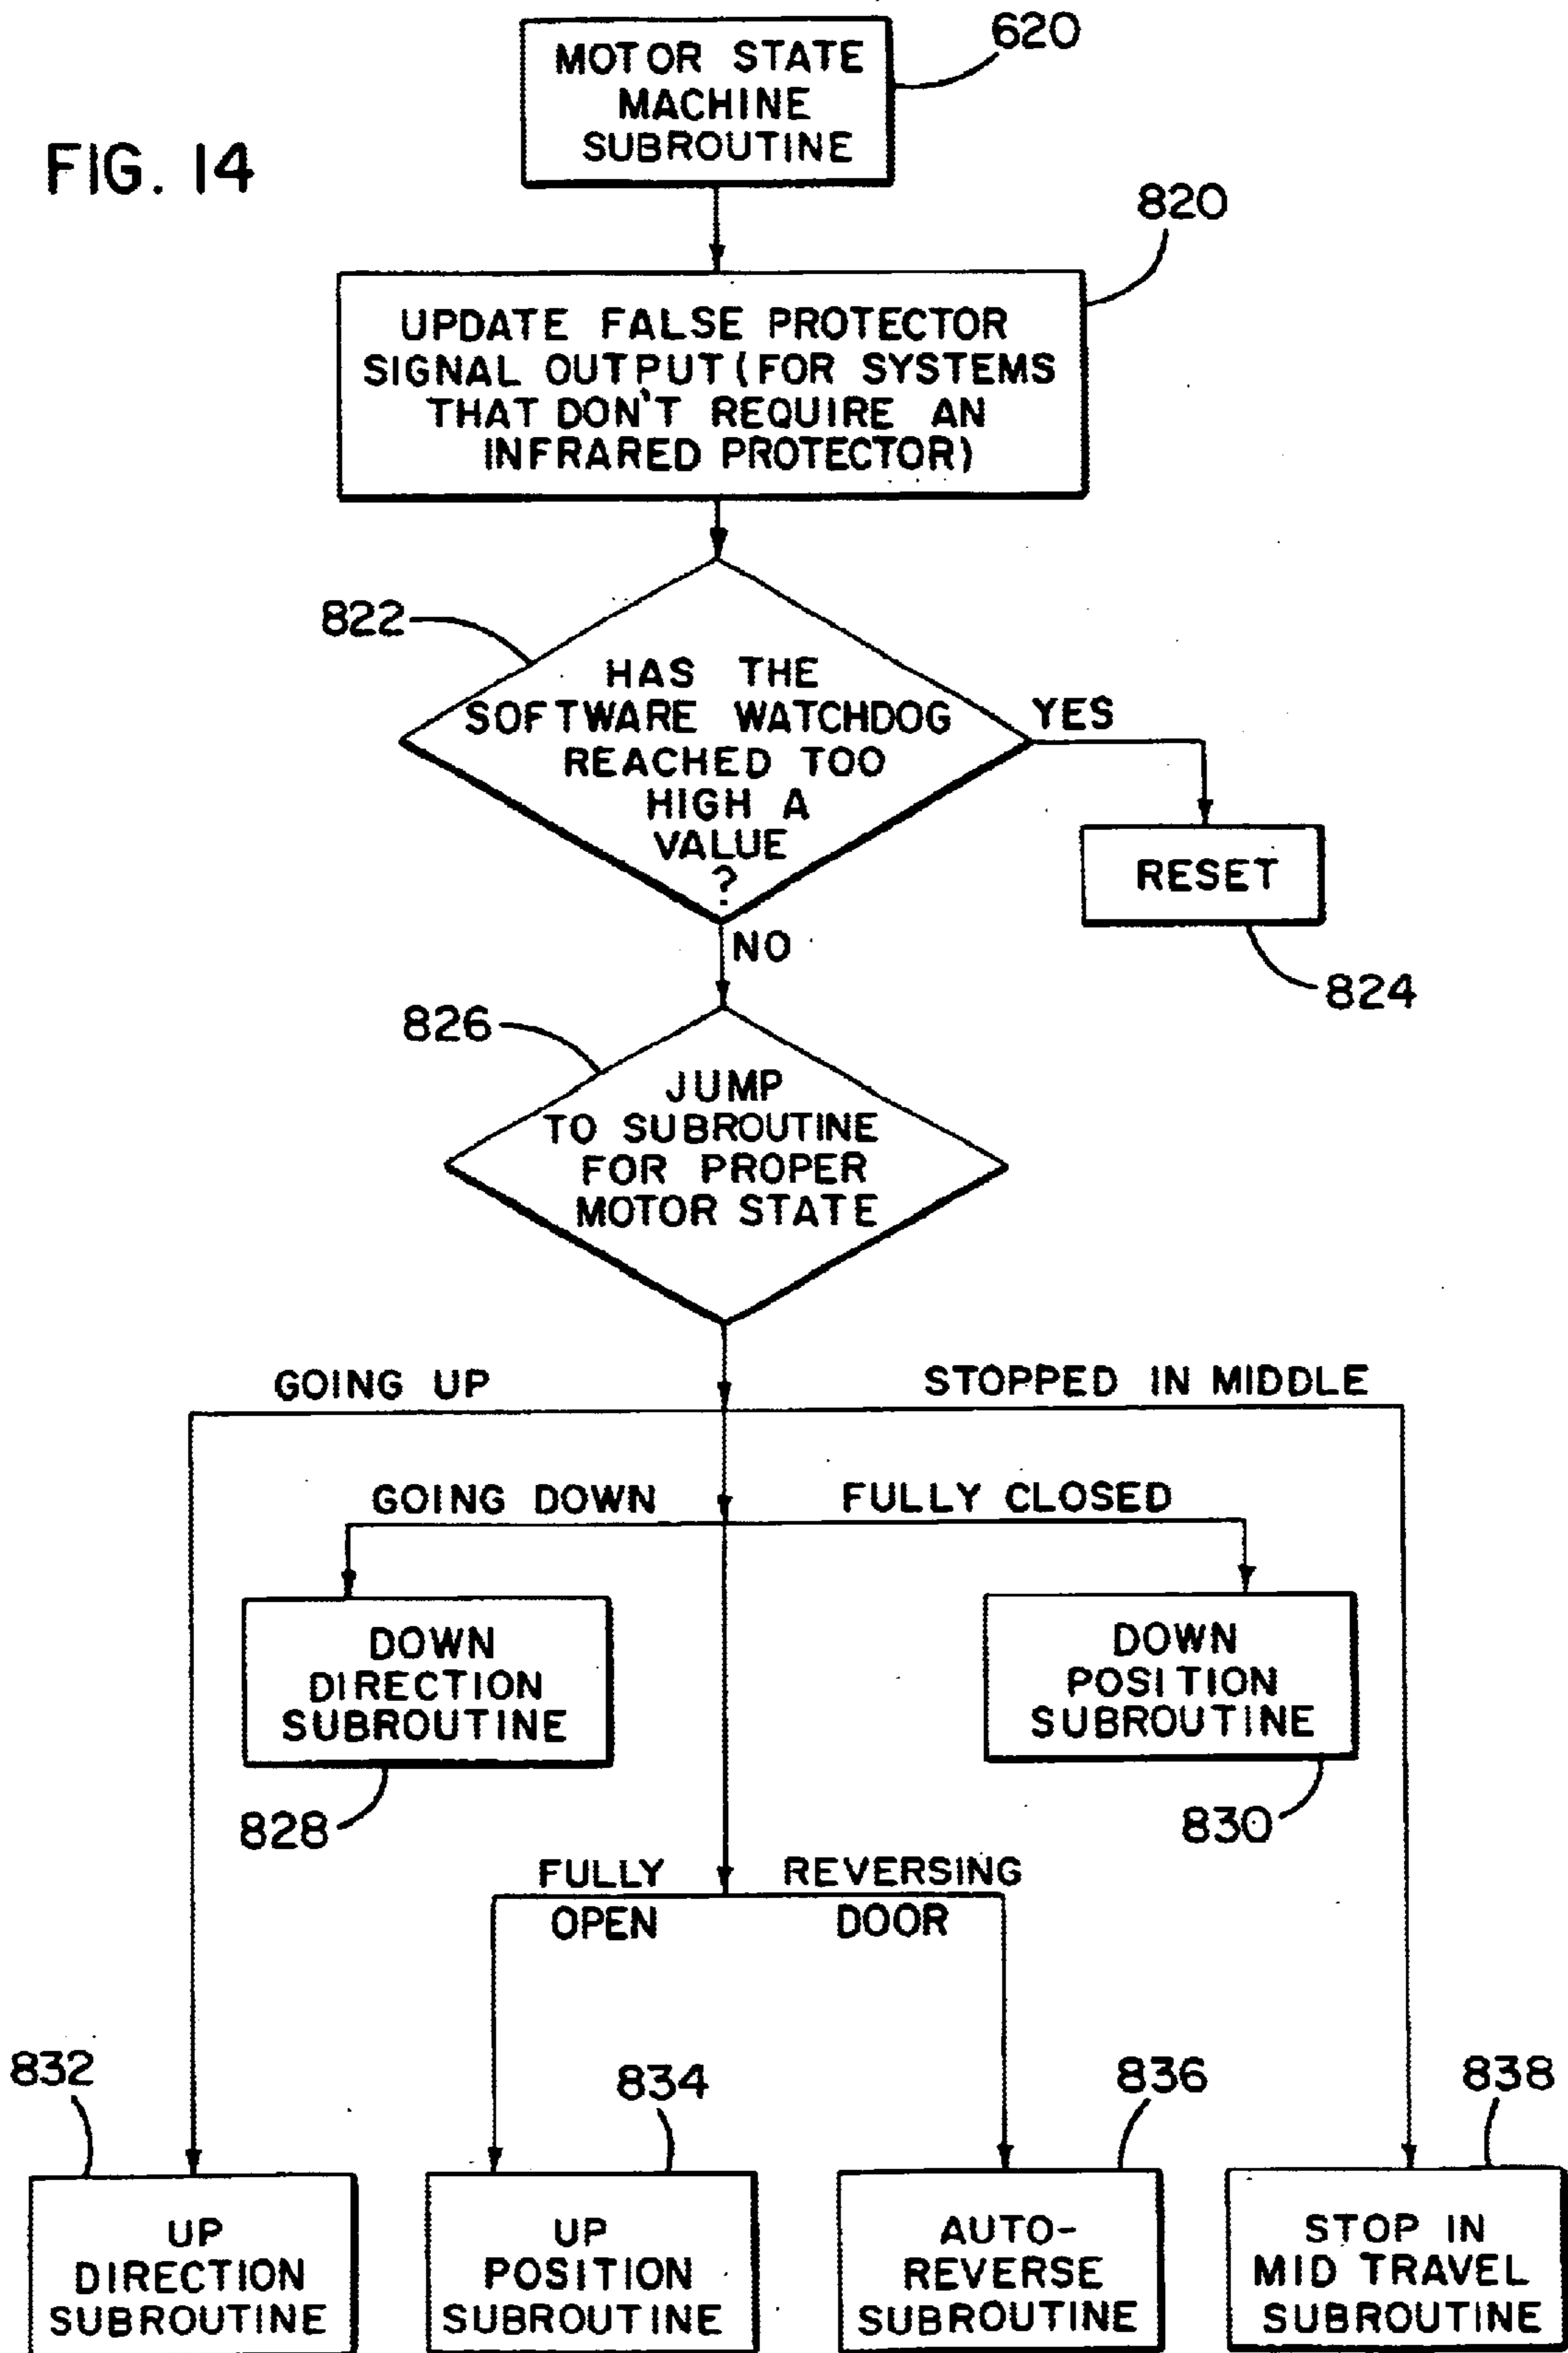 FIG. 14
MOTOR STATE
MACHINE
SUBROUTINE
620
820
UPDATE FALSE PROTECTOR
SIGNAL OUTPUT (FOR SYSTEMS
THAT DON'T REQUIRE AN
INFRARED PROTECTOR)
822
HAS THE
SOFTWARE WATCHDOG
REACHED TOO
HIGH A
VALUE
?
YES
RESET
824
NO
826
JUMP
TO SUBROUTINE
FOR PROPER
MOTOR STATE
GOING UP
STOPPED IN MIDDLE
GOING DOWN
FULLY CLOSED
DOWN
DIRECTION
SUBROUTINE
828
DOWN
POSITION
SUBROUTINE
830
FULLY
OPEN
REVERSING
DOOR
832
834
836
838
UP
DIRECTION
SUBROUTINE
UP
POSITION
SUBROUTINE
AUTO-
REVERSE
SUBROUTINE
STOP IN
MID TRAVEL
SUBROUTINE